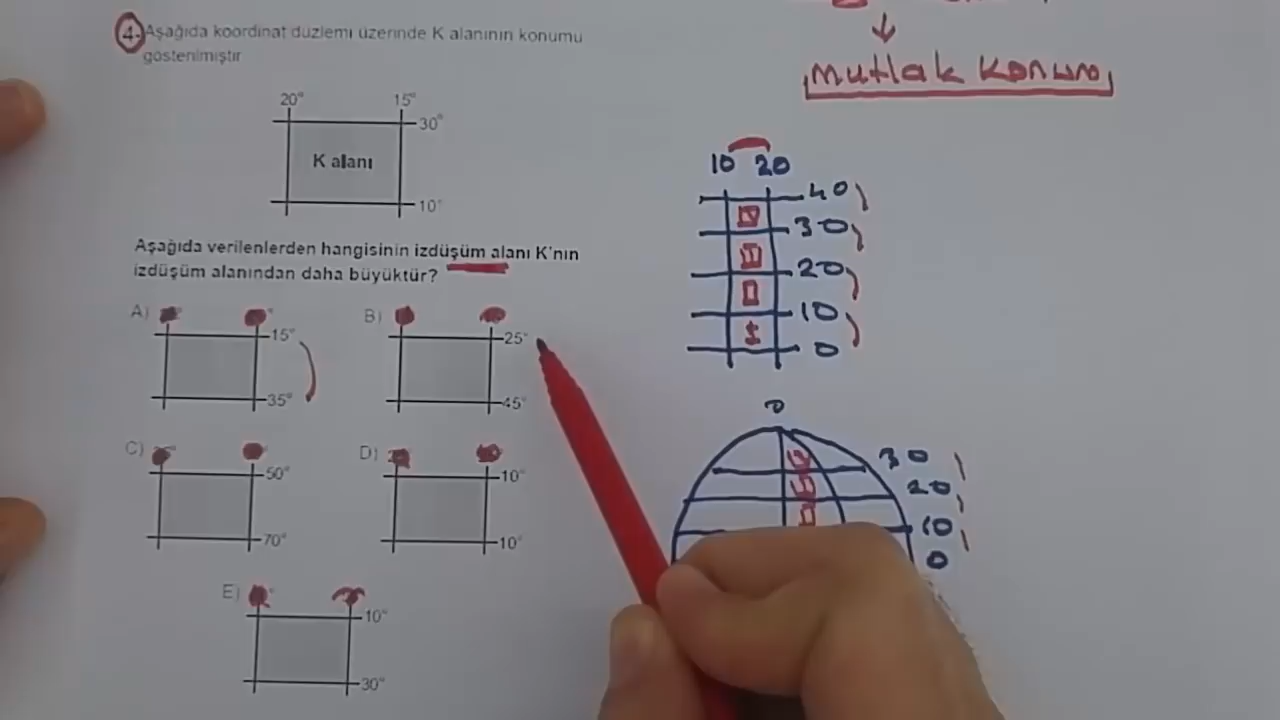 4- Aşağıda koordinat düzlemi üzerinde K alanının konumu
gösterilmiştir
20° 15°
30°
K alanı
10°
Aşağıda verilenlerden hangisinin izdüşüm alanı K'nın
izdüşüm alanından daha büyüktür?
A)
15°
35°
B)
25°
45°
C)
50°
70°
D)
10°
10°
E)
10°
30°
mutlak konum
10 20
40
30
20
10
0
0
30
20
10
0